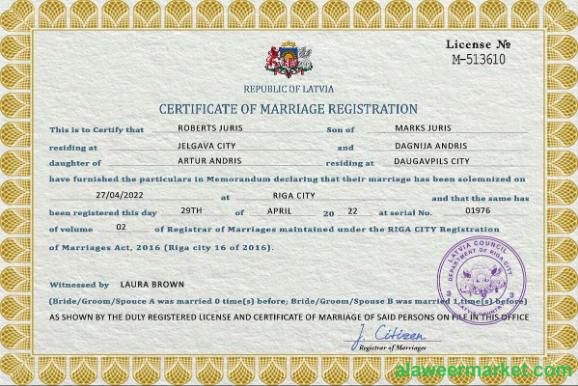 License №
M-513610
REPUBLIC OF LATVIA
CERTIFICATE OF MARRIAGE REGISTRATION
This is to Certify that ROBERTS JURIS Son of MARKS JURIS
residing at JELGAVA CITY and DAGNIJA ANDRIS
daughter of ARTUR ANDRIS residing at DAUGAVPILS CITY
have furnished the particulars in Memorandum declaring that their marriage has been solemnized on
27/04/2022 at RIGA CITY and that the same has
been registered this day 29TH of APRIL 20 22 at serial No. 01976
of volume 02 of Registrar of Marriages maintained under the RIGA CITY Registration
of Marriages Act, 2016 (Riga city 16 of 2016).
LATVIA COUNCIL
DEPARTMENT OF RIGA CITY
Witnessed by LAURA BROWN
(Bride/Groom/Spouce A was married 0 time(s) before; Bride/Groom/Spouse B was married 1 time(s) before)
AS SHOWN BY THE DULY REGISTERED LICENSE AND CERTIFICATE OF MARRIAGE OF SAID PERSONS ON FILE IN THIS OFFICE
J. Citizen
Registrar of Marriages
alaweermarket.com